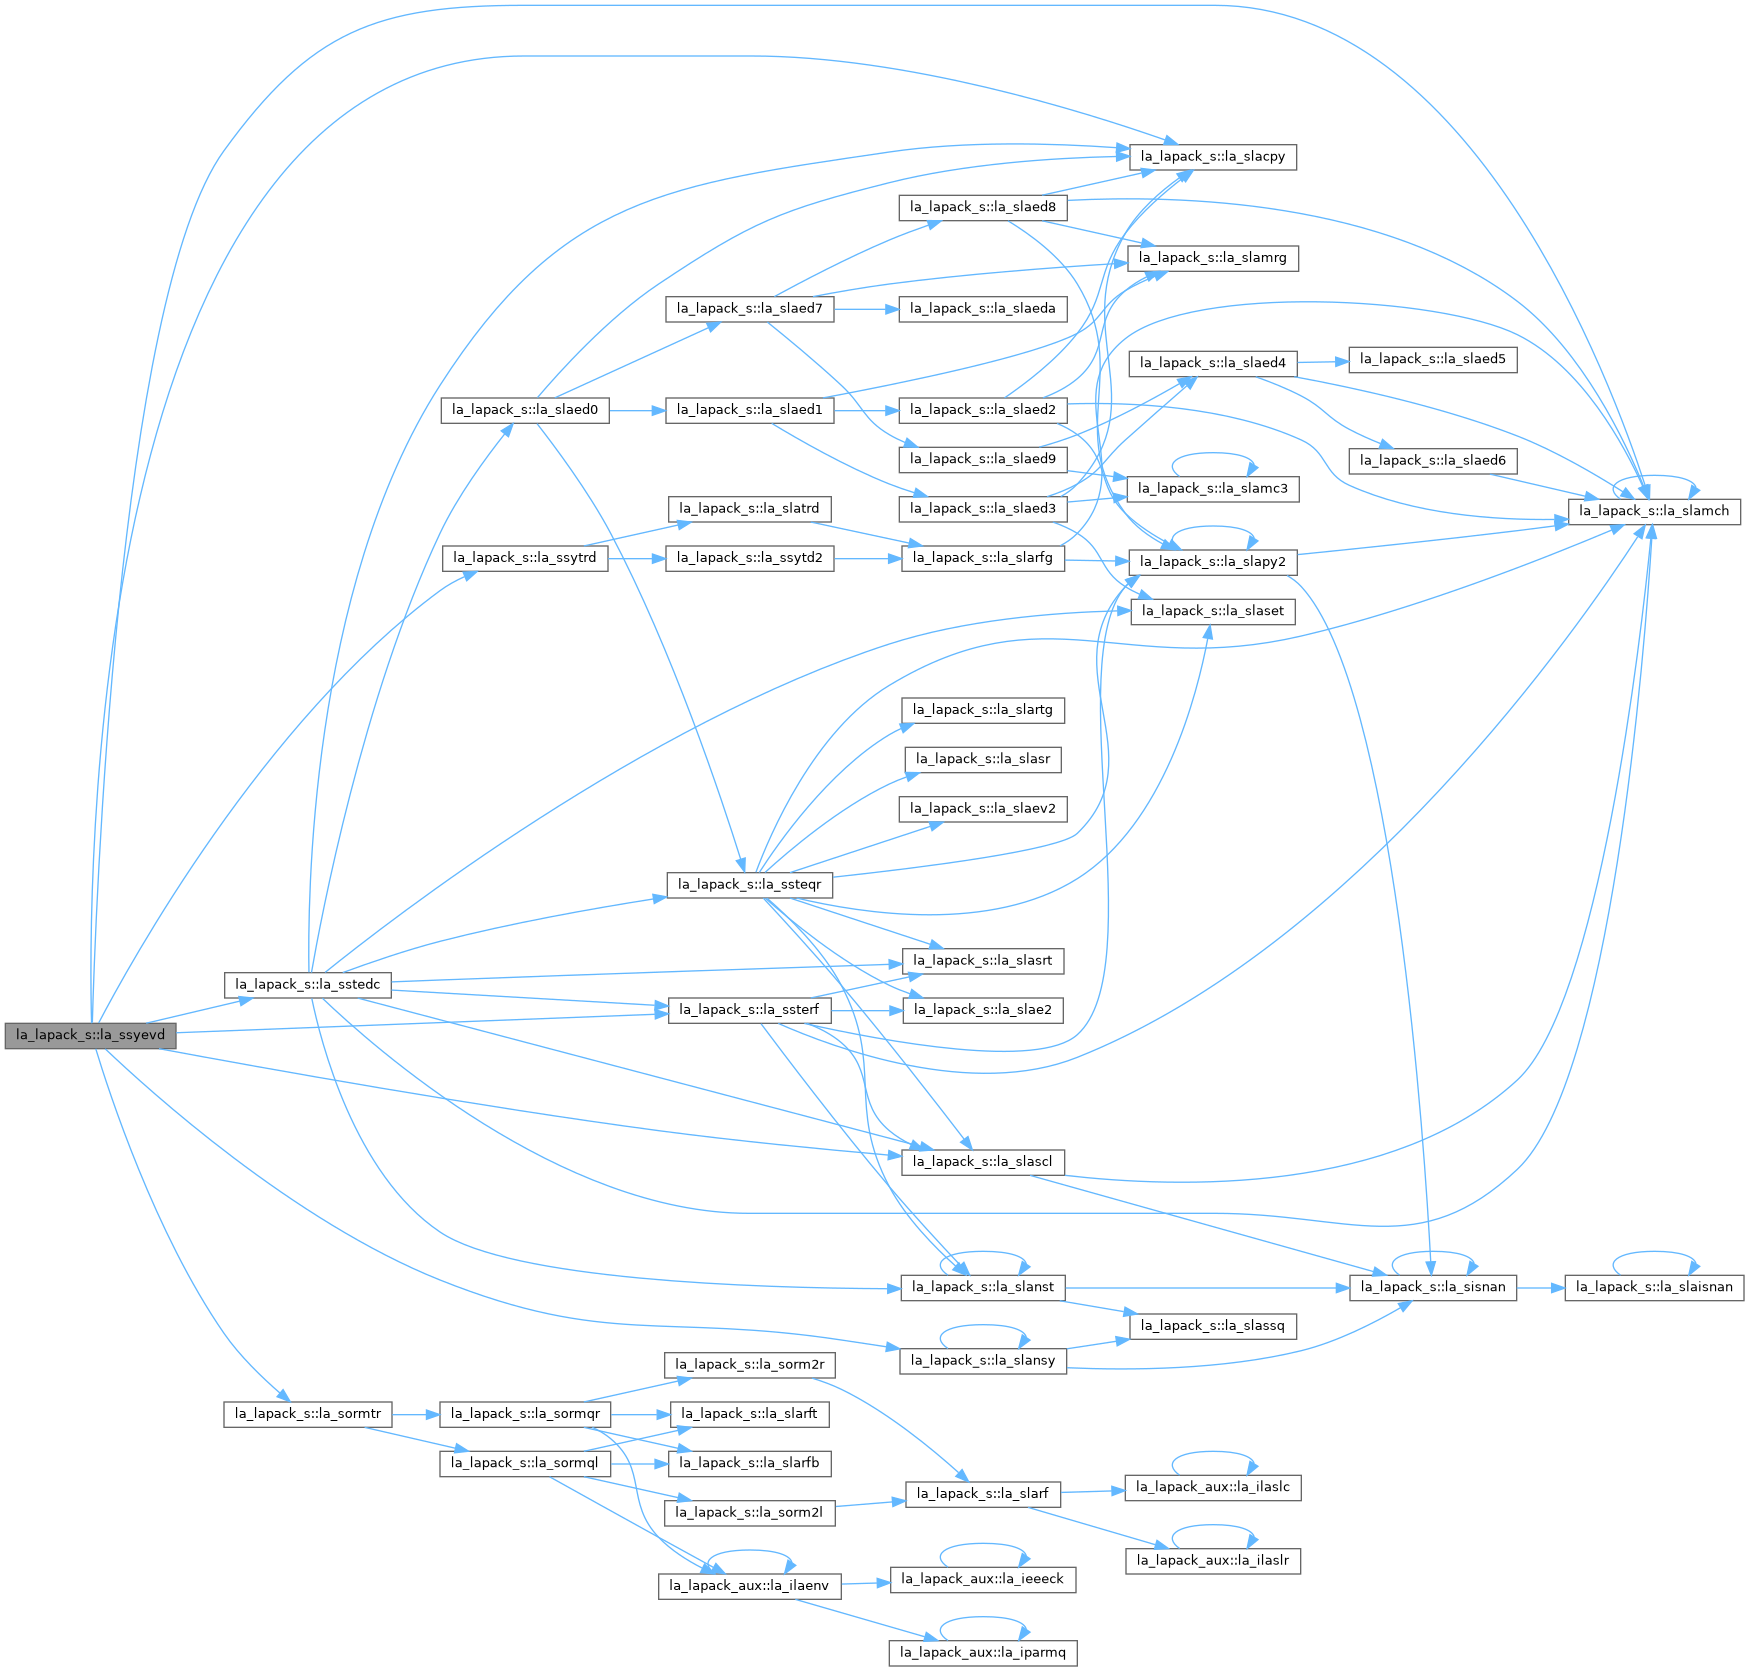 la_lapack_s::la_slacpy
la_lapack_s::la_slaed8
la_lapack_s::la_slamrg
la_lapack_s::la_slaed7
la_lapack_s::la_slaeda
la_lapack_s::la_slaed4
la_lapack_s::la_slaed5
la_lapack_s::la_slaed0
la_lapack_s::la_slaed1
la_lapack_s::la_slaed2
la_lapack_s::la_slaed9
la_lapack_s::la_slaed6
la_lapack_s::la_slamc3
la_lapack_s::la_slatrd
la_lapack_s::la_slaed3
la_lapack_s::la_slamch
la_lapack_s::la_ssytrd
la_lapack_s::la_ssytd2
la_lapack_s::la_slarfg
la_lapack_s::la_slapy2
la_lapack_s::la_slaset
la_lapack_s::la_slartg
la_lapack_s::la_slasr
la_lapack_s::la_slaev2
la_lapack_s::la_ssteqr
la_lapack_s::la_slasrt
la_lapack_s::la_sstedc
la_lapack_s::la_ssterf
la_lapack_s::la_slae2
la_lapack_s::la_ssyevd
la_lapack_s::la_slascl
la_lapack_s::la_slanst
la_lapack_s::la_sisnan
la_lapack_s::la_slaisnan
la_lapack_s::la_slassq
la_lapack_s::la_slansy
la_lapack_s::la_sorm2r
la_lapack_s::la_sormtr
la_lapack_s::la_sormqr
la_lapack_s::la_slarft
la_lapack_s::la_sormql
la_lapack_s::la_slarfb
la_lapack_aux::la_ilaslc
la_lapack_s::la_slarf
la_lapack_s::la_sorm2l
la_lapack_aux::la_ilaslr
la_lapack_aux::la_ilaenv
la_lapack_aux::la_ieeeck
la_lapack_aux::la_iparmq